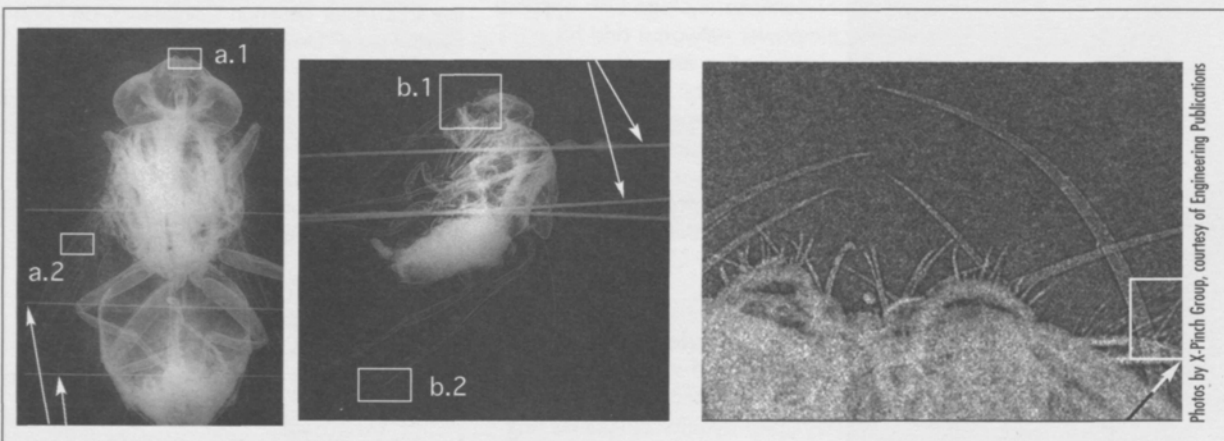 a.1
a.2
b.1
b.2
Photos by X-Pinch Group, courtesy of Engineering Publications